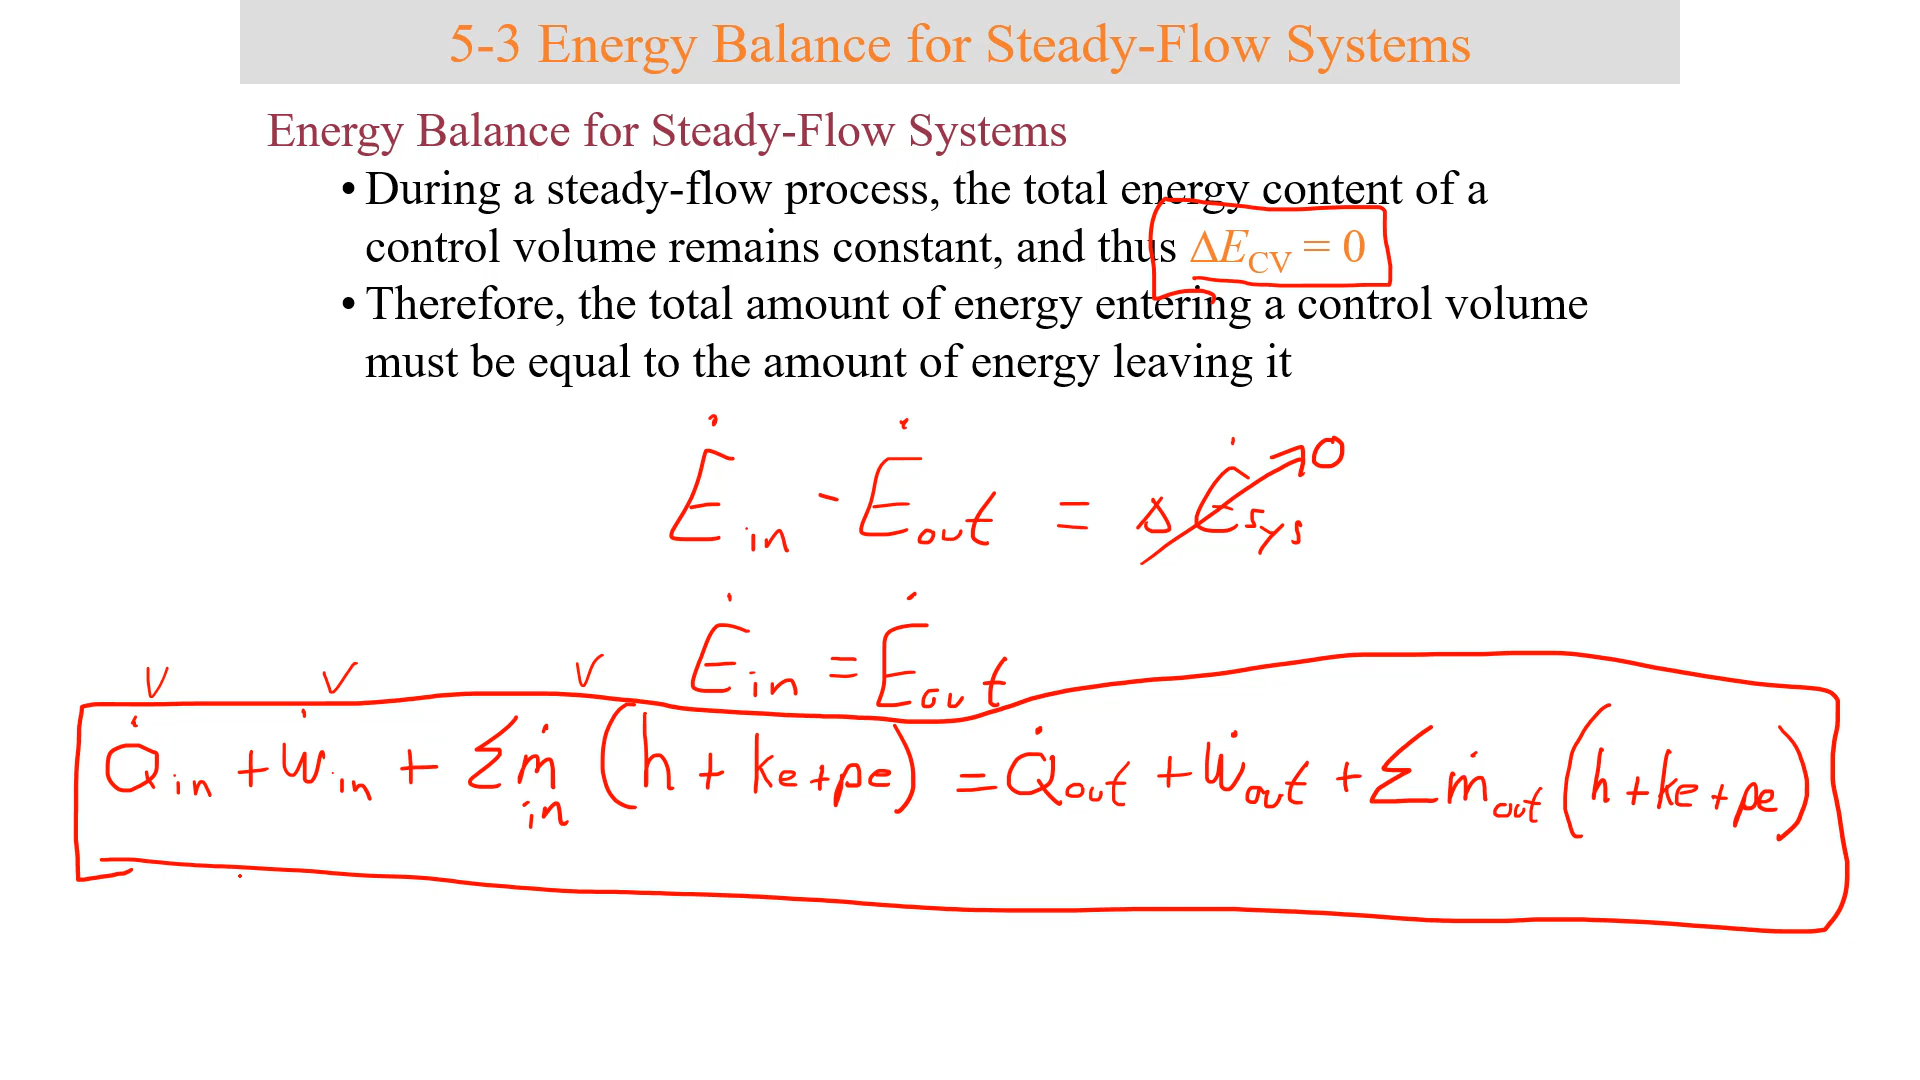 5-3 Energy Balance for Steady-Flow Systems
Energy Balance for Steady-Flow Systems
• During a steady-flow process, the total energy content of a
control volume remains constant, and thus ΔE_CV = 0
• Therefore, the total amount of energy entering a control volume
must be equal to the amount of energy leaving it
Ė_in - Ė_out = ΔĖ_sys → 0
Ė_in = Ė_out
Q̇_in + Ẇ_in + Σṁ_in (h + ke + pe) = Q̇_out + Ẇ_out + Σṁ_out (h + ke + pe)